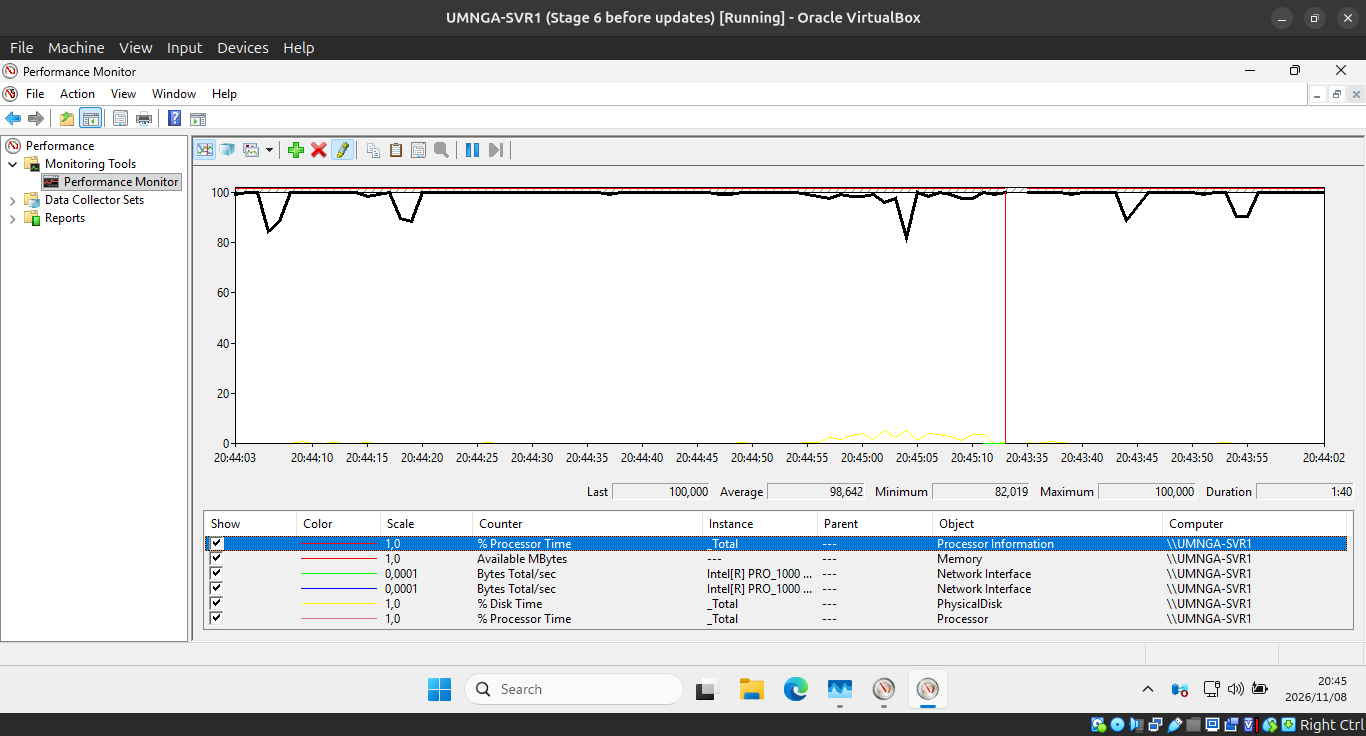 UMNGA-SVR1 (Stage 6 before updates) [Running] - Oracle VirtualBox
File Machine View Input Devices Help
Performance Monitor
File Action View Window Help
Performance
Monitoring Tools
Performance Monitor
Data Collector Sets
Reports
100
80
60
40
20
0
20:44:03 20:44:10 20:44:15 20:44:20 20:44:25 20:44:30 20:44:35 20:44:40 20:44:45 20:44:50 20:44:55 20:45:00 20:45:05 20:45:10 20:43:35 20:43:40 20:43:45 20:43:50 20:43:55 20:44:02
Last 100,000 Average 98,642 Minimum 82,019 Maximum 100,000 Duration 1:40
Show Color Scale Counter Instance Parent Object Computer
1,0 % Processor Time _Total --- Processor Information \\UMNGA-SVR1
1,0 Available MBytes --- --- Memory \\UMNGA-SVR1
0,0001 Bytes Total/sec Intel[R] PRO_1000 ... --- Network Interface \\UMNGA-SVR1
0,0001 Bytes Total/sec Intel[R] PRO_1000 ... --- Network Interface \\UMNGA-SVR1
1,0 % Disk Time _Total --- PhysicalDisk \\UMNGA-SVR1
1,0 % Processor Time _Total --- Processor \\UMNGA-SVR1
Search
20:45
2026/11/08
Right Ctrl